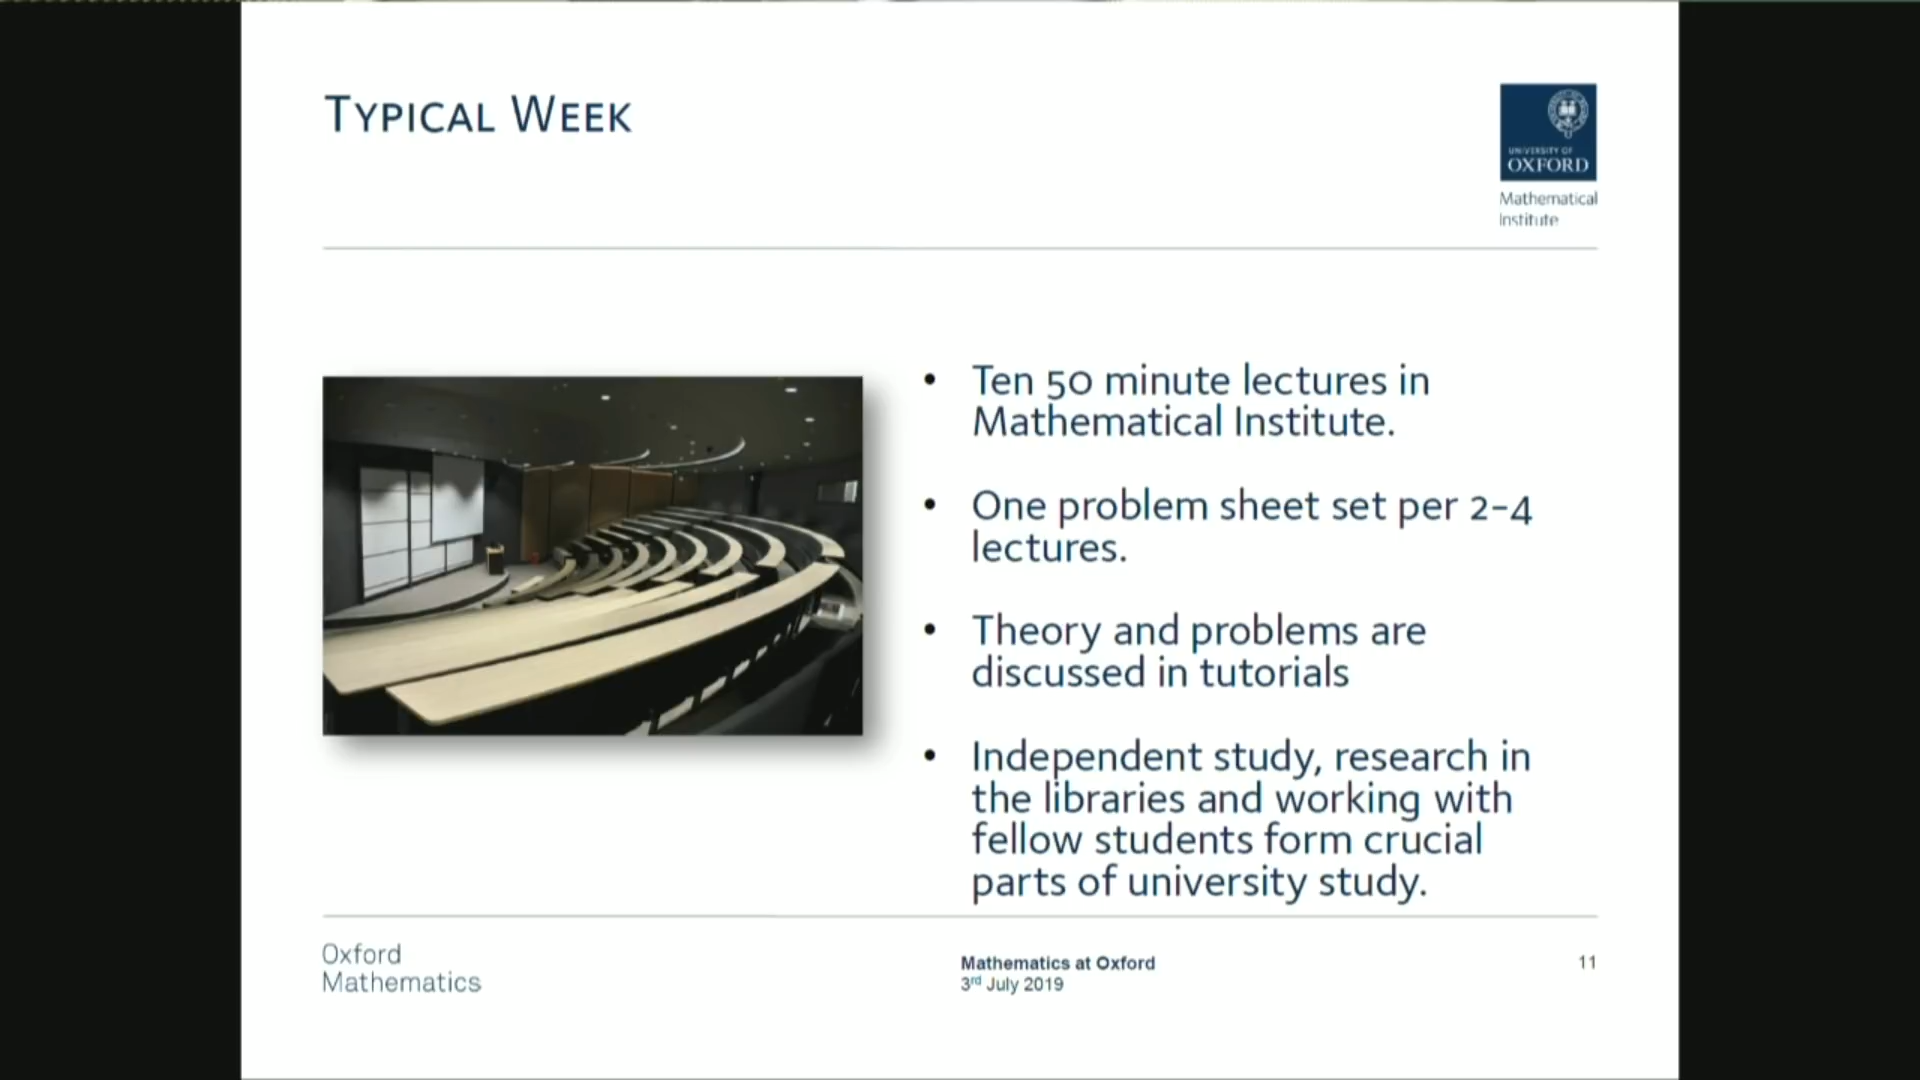 Typical Week
UNIVERSITY OF
OXFORD
Mathematical
Institute
• Ten 50 minute lectures in
Mathematical Institute.
• One problem sheet set per 2-4
lectures.
• Theory and problems are
discussed in tutorials
• Independent study, research in
the libraries and working with
fellow students form crucial
parts of university study.
Oxford
Mathematics
Mathematics at Oxford
3rd July 2019
11